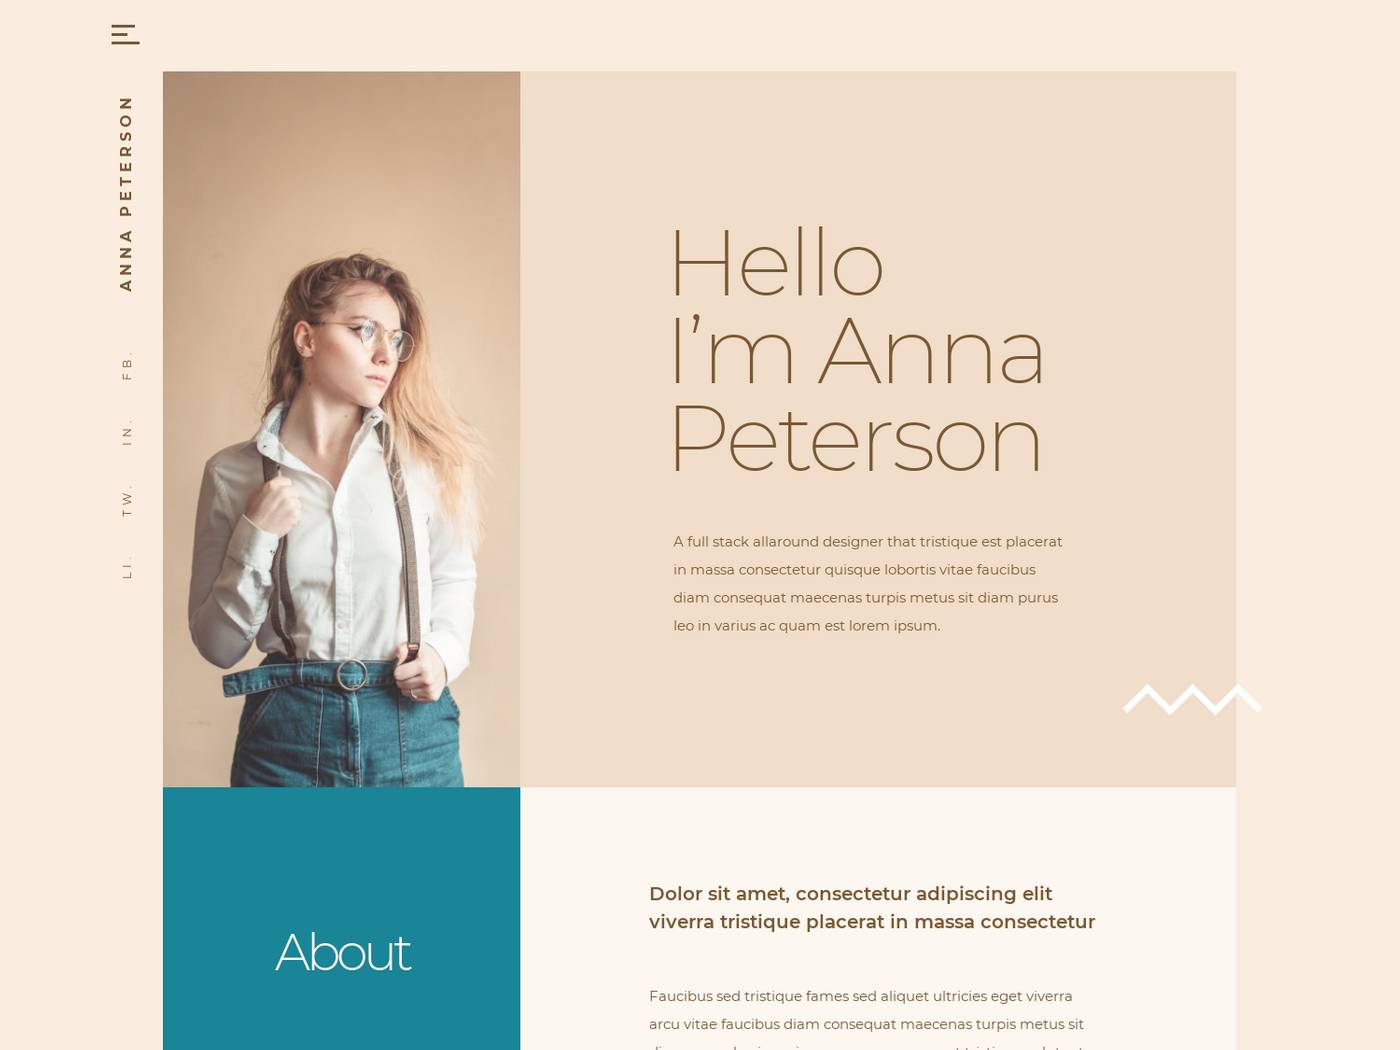 ANNA PETERSON
FB.
IN.
TW.
LI.
Hello
I’m Anna
Peterson
A full stack allaround designer that tristique est placerat
in massa consectetur quisque lobortis vitae faucibus
diam consequat maecenas turpis metus sit diam purus
leo in varius ac quam est lorem ipsum.
About
Dolor sit amet, consectetur adipiscing elit
viverra tristique placerat in massa consectetur
Faucibus sed tristique fames sed aliquet ultricies eget viverra
arcu vitae faucibus diam consequat maecenas turpis metus sit